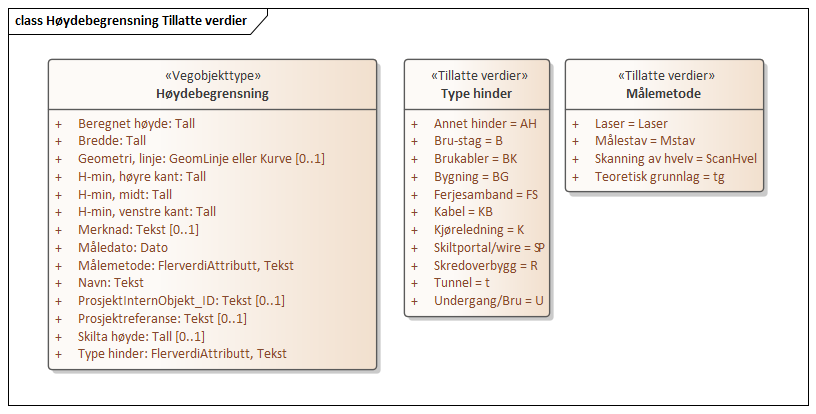 class Høydebegrensning Tillatte verdier
«Vegobjekttype»
Høydebegrensning
+ Beregnet høyde: Tall
+ Bredde: Tall
+ Geometri, linje: GeomLinje eller Kurve [0..1]
+ H-min, høyre kant: Tall
+ H-min, midt: Tall
+ H-min, venstre kant: Tall
+ Merknad: Tekst [0..1]
+ Måledato: Dato
+ Målemetode: FlerverdiAttributt, Tekst
+ Navn: Tekst
+ ProsjektInternObjekt_ID: Tekst [0..1]
+ Prosjektreferanse: Tekst [0..1]
+ Skilta høyde: Tall [0..1]
+ Type hinder: FlerverdiAttributt, Tekst
«Tillatte verdier»
Type hinder
+ Annet hinder = AH
+ Bru-stag = B
+ Brukabler = BK
+ Bygning = BG
+ Ferjesamband = FS
+ Kabel = KB
+ Kjøreledning = K
+ Skiltportal/wire = SP
+ Skredoverbygg = R
+ Tunnel = t
+ Undergang/Bru = U
«Tillatte verdier»
Målemetode
+ Laser = Laser
+ Målestav = Mstav
+ Skanning av hvelv = ScanHvel
+ Teoretisk grunnlag = tg